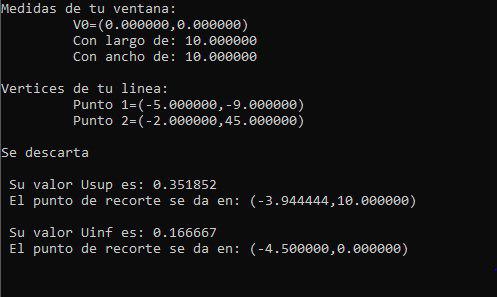 Medidas de tu ventana:
V0=(0.000000,0.000000)
Con largo de: 10.000000
Con ancho de: 10.000000
Vertices de tu linea:
Punto 1=(-5.000000,-9.000000)
Punto 2=(-2.000000,45.000000)
Se descarta
Su valor Usup es: 0.351852
El punto de recorte se da en: (-3.944444,10.000000)
Su valor Uinf es: 0.166667
El punto de recorte se da en: (-4.500000,0.000000)